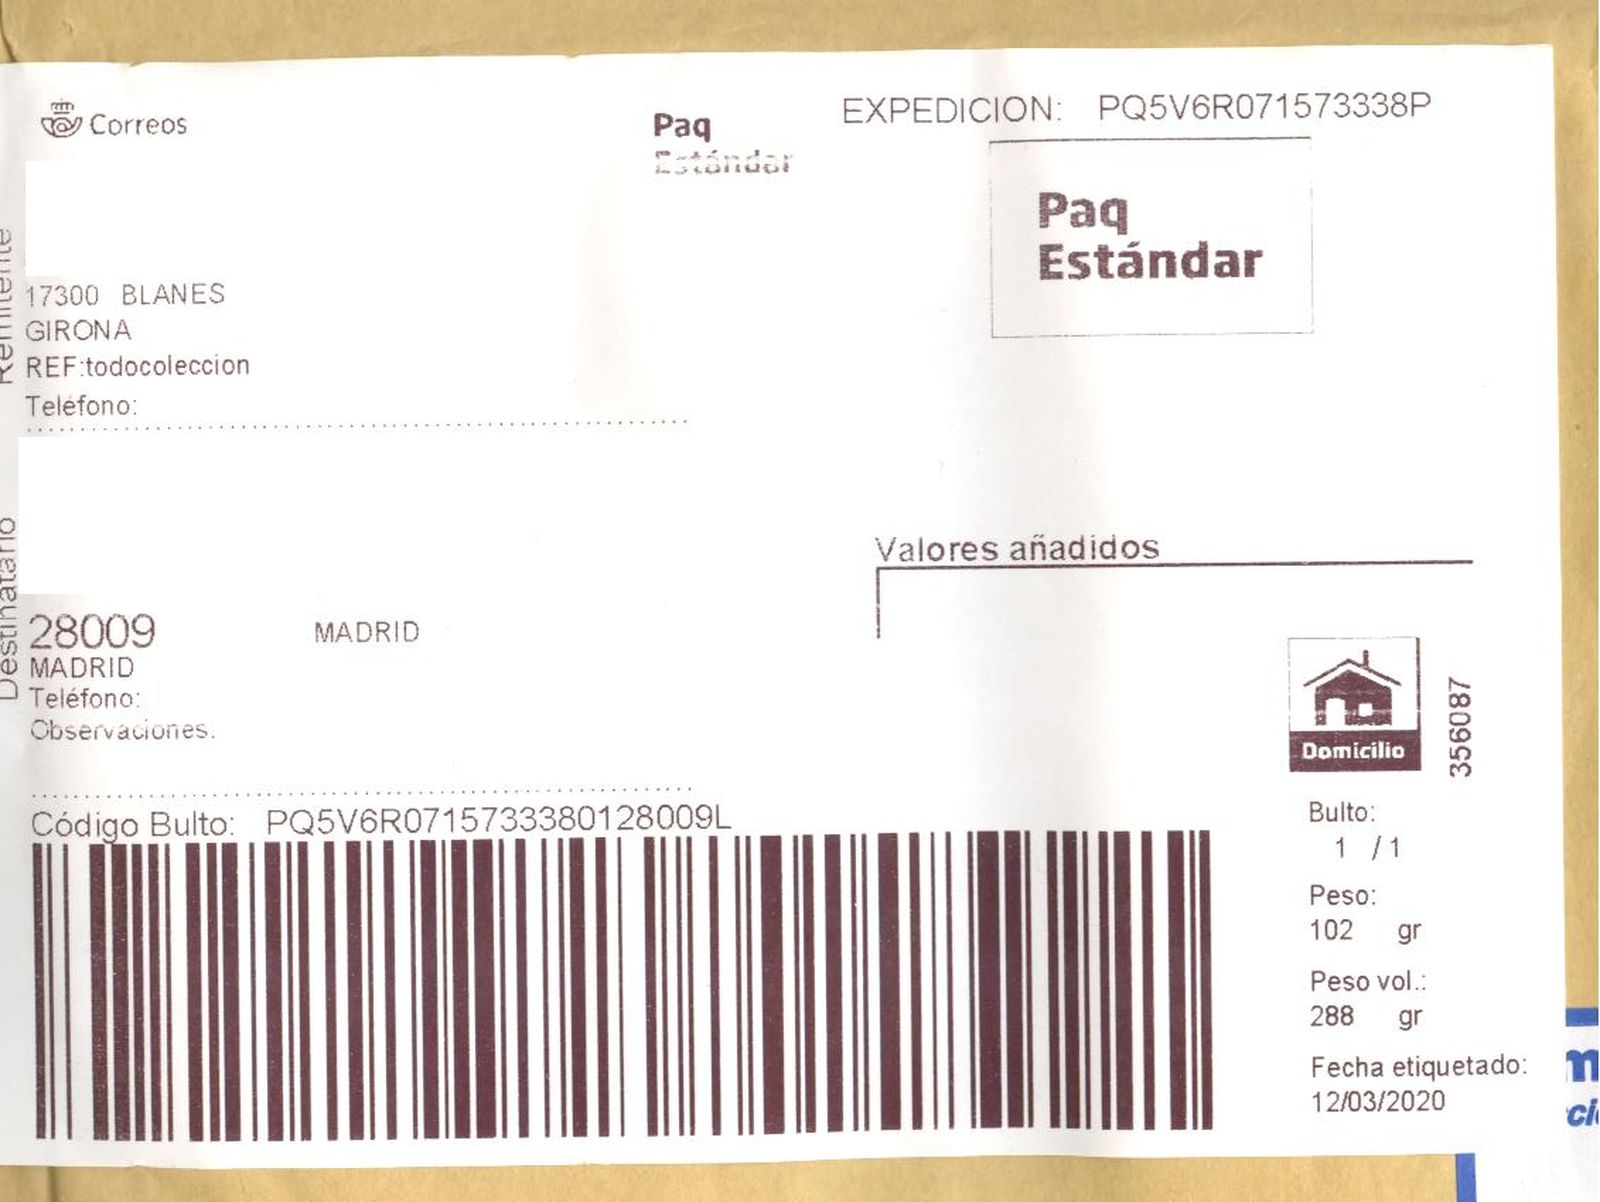 Correos
Paq
Estándar
EXPEDICION: PQ5V6R071573338P
Paq
Estándar
Remitente
17300 BLANES
GIRONA
REF:todocoleccion
Teléfono:
Destinatario
28009 MADRID
MADRID
Teléfono:
Observaciones.
Valores añadidos
Domicilio
356087
Código Bulto: PQ5V6R0715733380128009L
Bulto:
1 / 1
Peso:
102 gr
Peso vol.:
288 gr
Fecha etiquetado:
12/03/2020